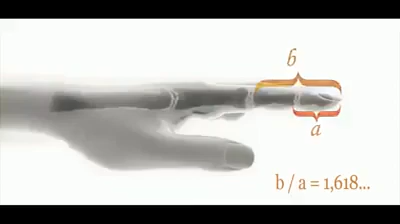 b
a
b / a = 1,618...